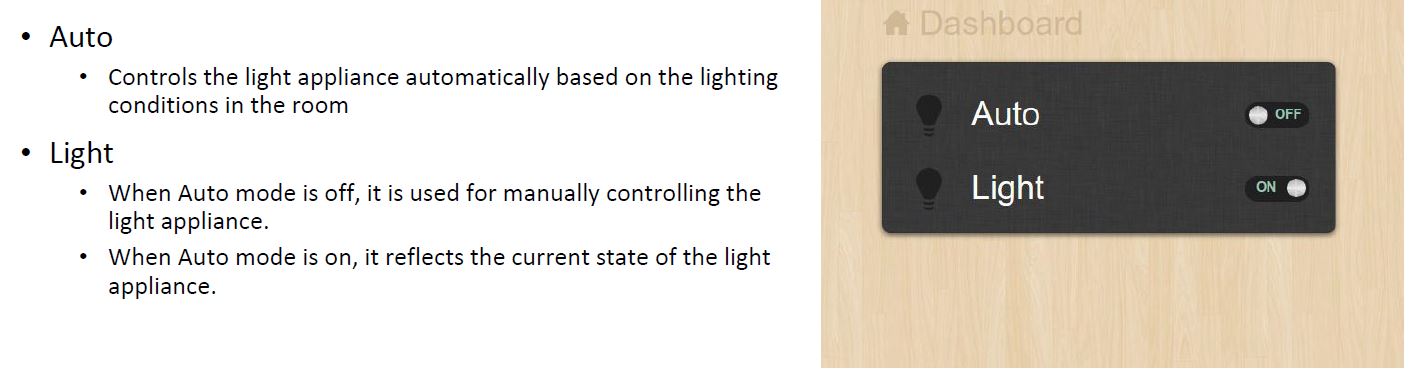 • Auto
• Controls the light appliance automatically based on the lighting
conditions in the room
• Light
• When Auto mode is off, it is used for manually controlling the
light appliance.
• When Auto mode is on, it reflects the current state of the light
appliance.
Dashboard
Auto OFF
Light ON